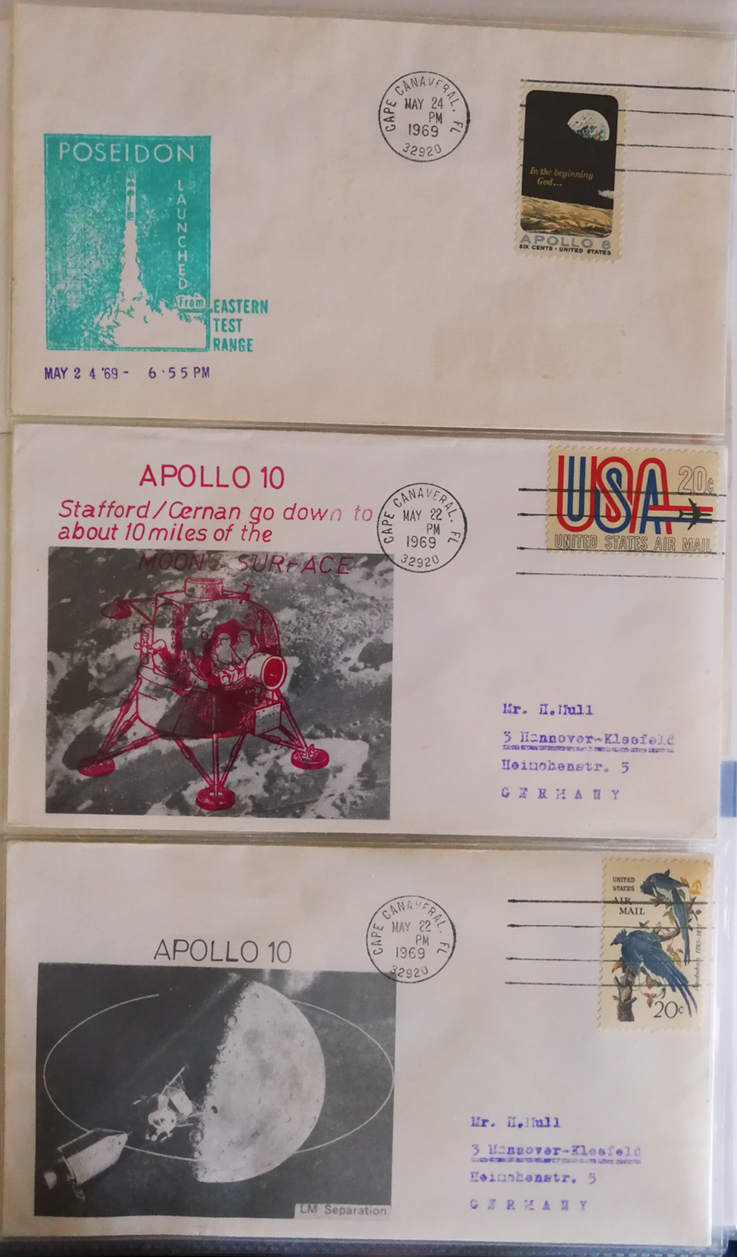 CAPE CANAVERAL, FL
MAY 24
PM
1969
32920
In the beginning
God...
APOLLO 8
SIX CENTS · UNITED STATES
POSEIDON
LAUNCHED
From EASTERN
TEST
RANGE
MAY 24 '69 - 6·55 PM
APOLLO 10
Stafford/Cernan go down to
about 10 miles of the
MOON'S SURFACE
CAPE CANAVERAL, FL
MAY 22
PM
1969
32920
USA 20c
UNITED STATES AIR MAIL
Mr. H.Mull
3 Hannover-Kleefeld
Heimchenstr. 5
GERMANY
APOLLO 10
CAPE CANAVERAL, FL
MAY 22
PM
1969
32920
UNITED
STATES
AIR
MAIL
20c
LM Separation
Mr. H.Mull
3 Hannover-Kleefeld
Heimchenstr. 5
GERMANY